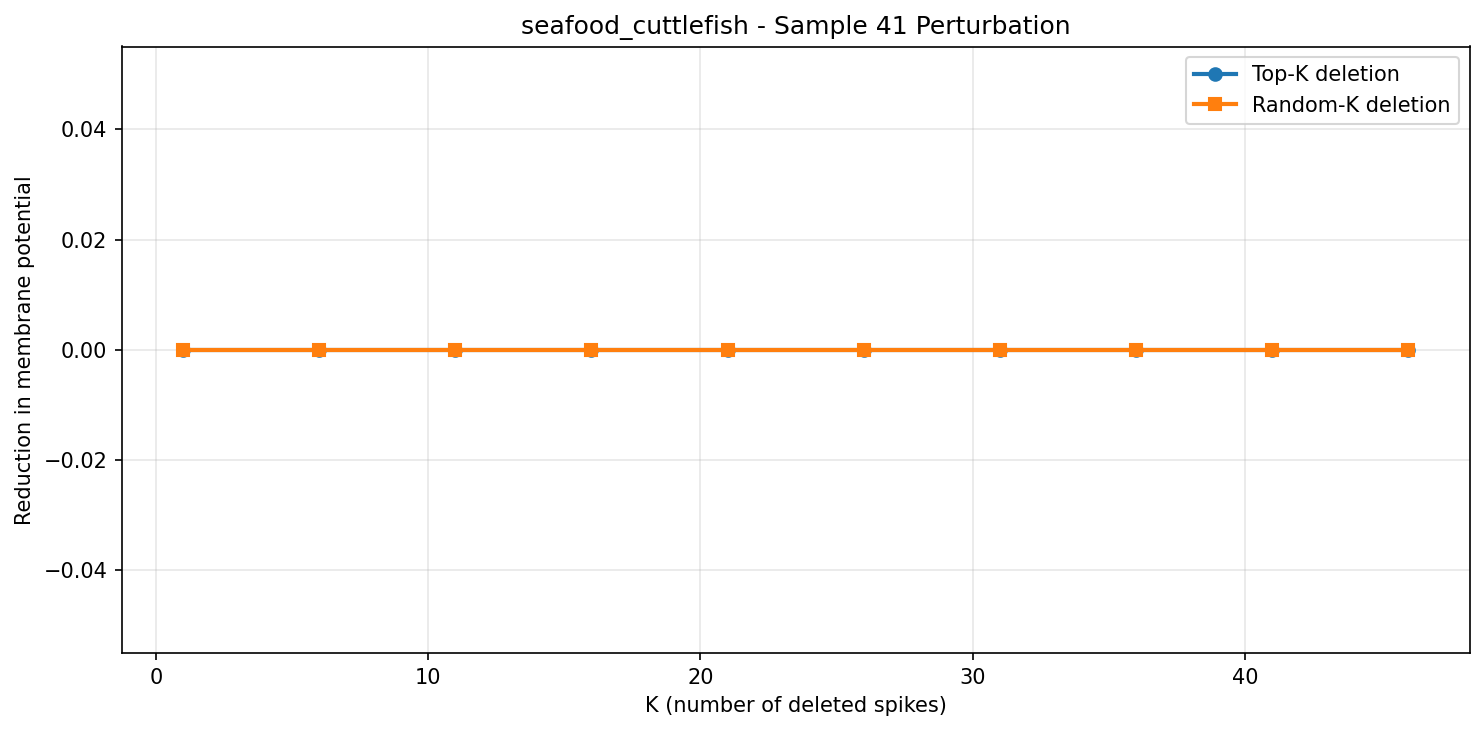 seafood_cuttlefish - Sample 41 Perturbation
Top-K deletion
Random-K deletion
Reduction in membrane potential
0.04
0.02
0.00
−0.02
−0.04
0 10 20 30 40
K (number of deleted spikes)